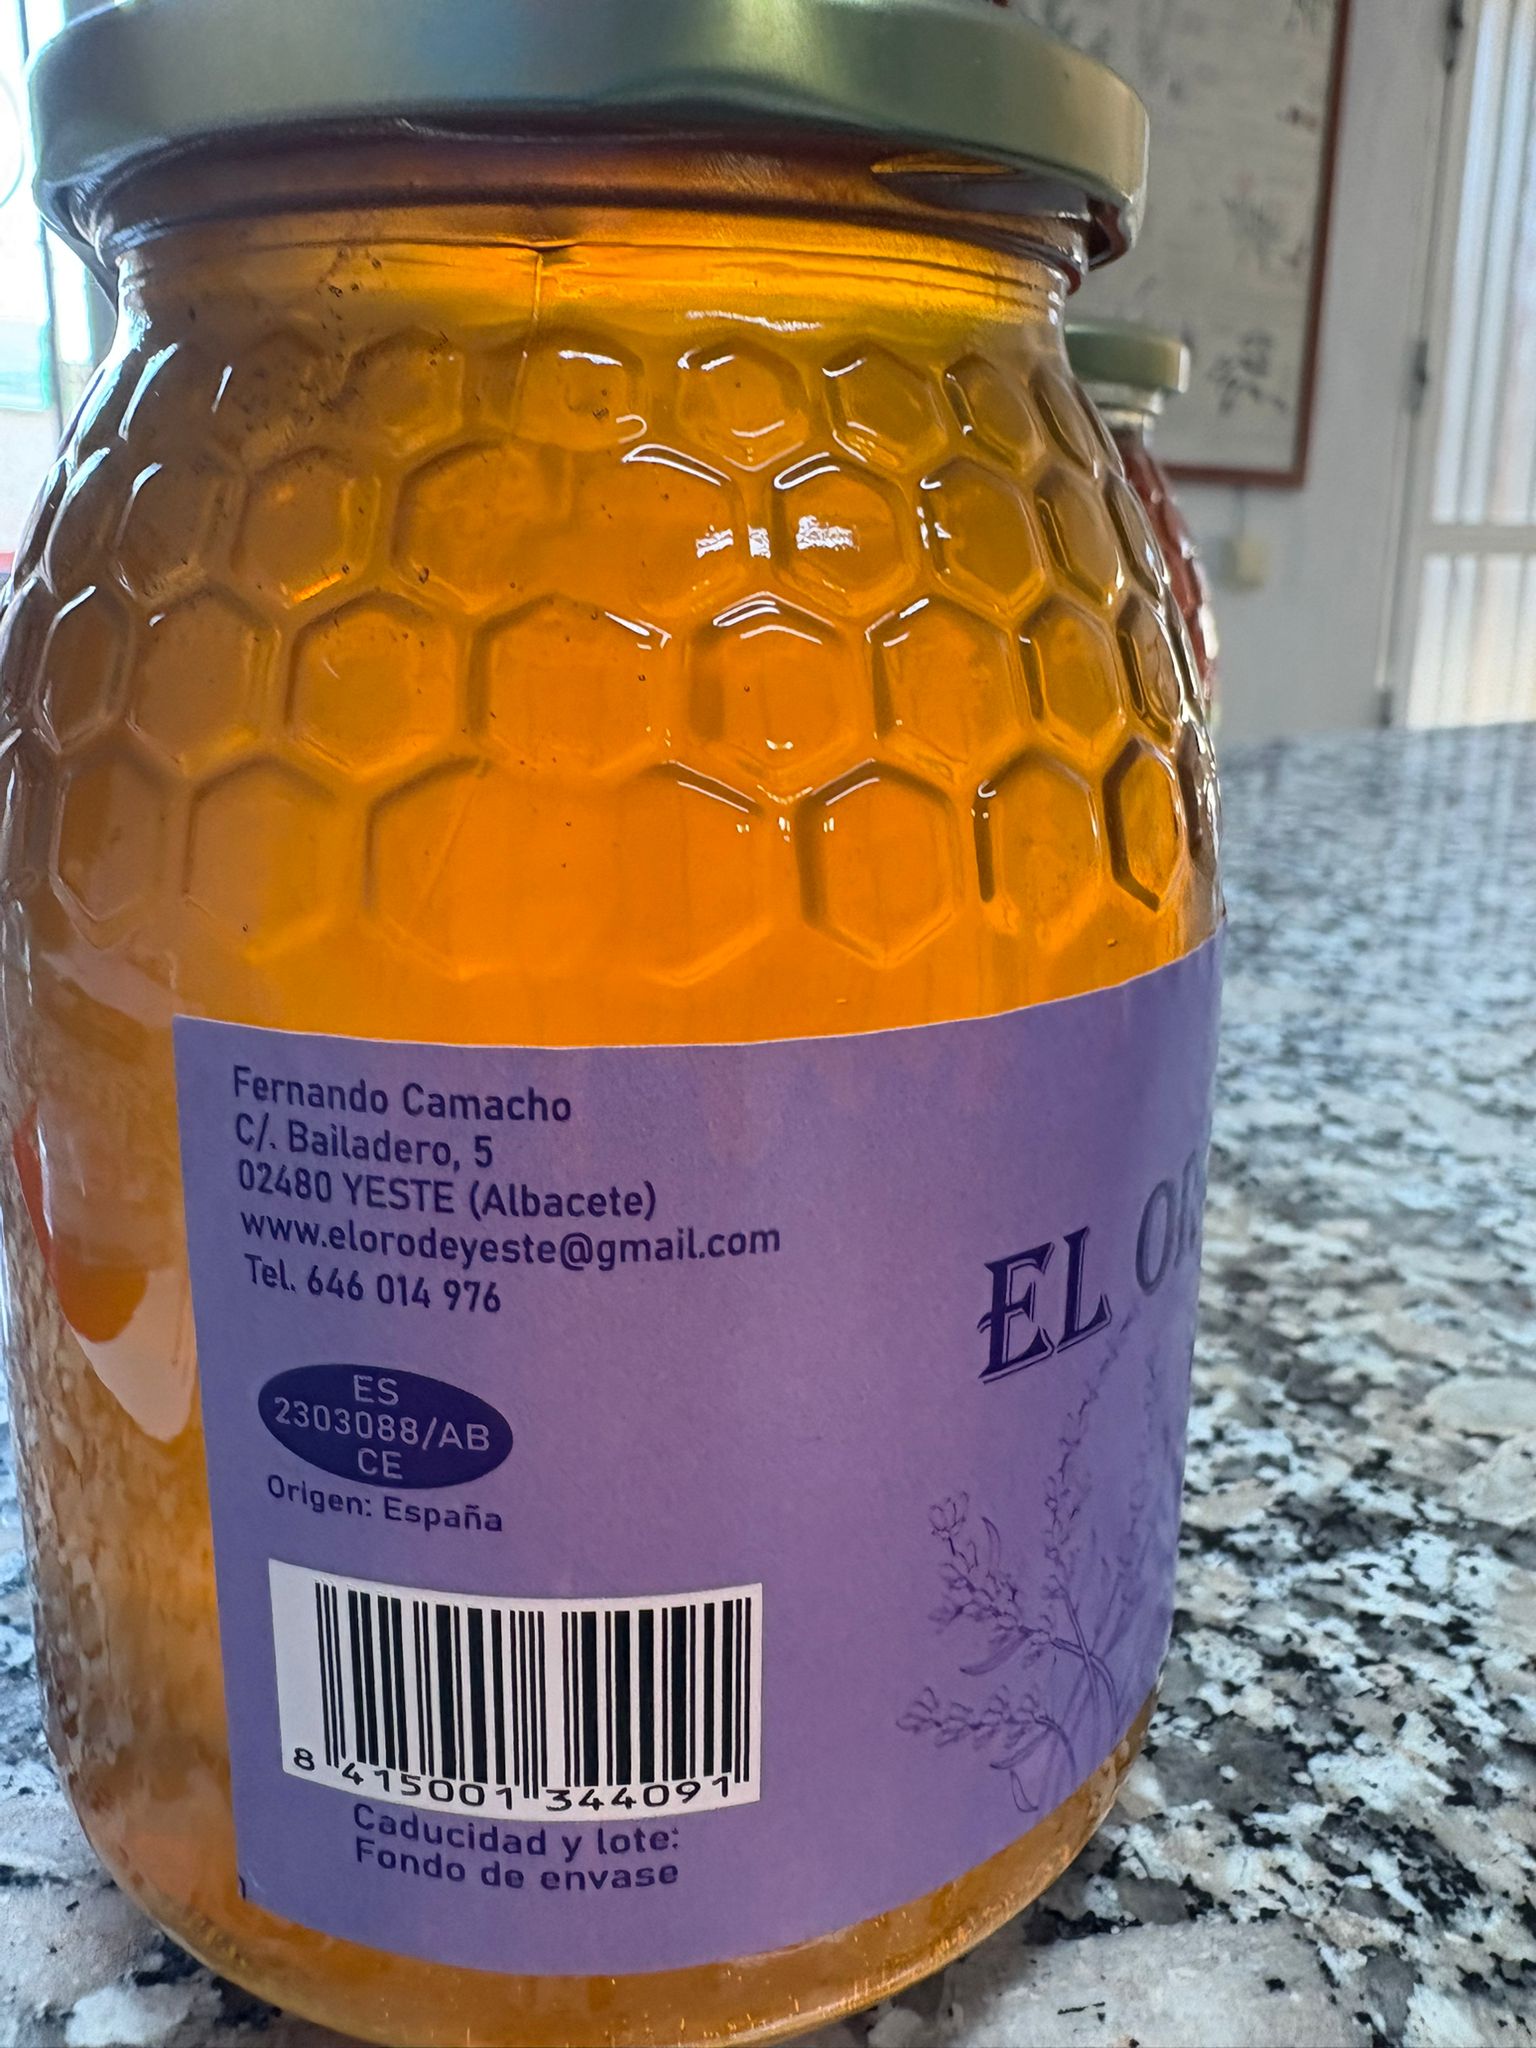 Fernando Camacho
C/. Bailadero, 5
02480 YESTE (Albacete)
www.elorodeyeste@gmail.com
Tel. 646 014 976
EL
ES
2303088/AB
CE
Origen: España
8 415001 344091
Caducidad y lote:
Fondo de envase